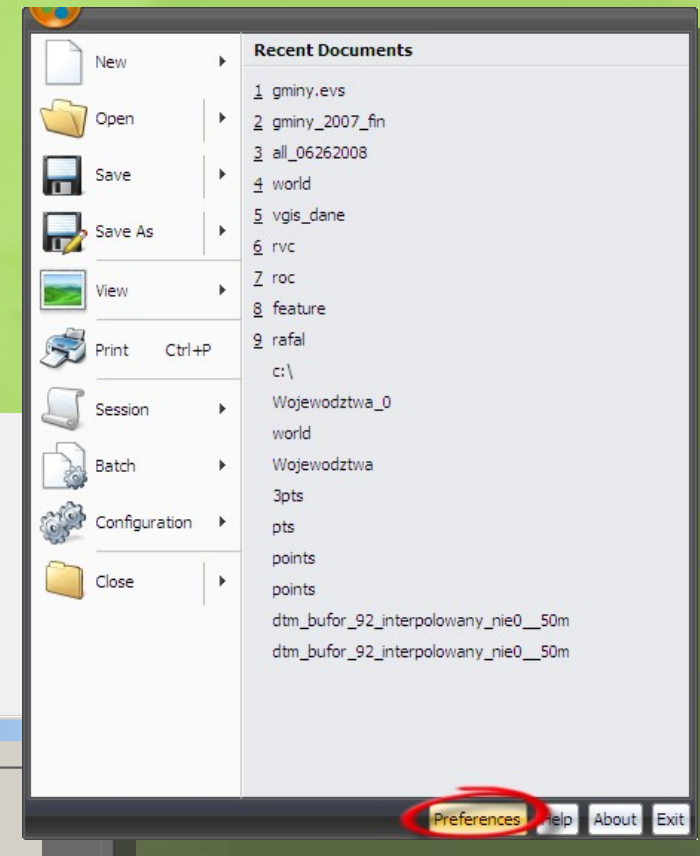 New
Open
Save
Save As
View
Print Ctrl+P
Session
Batch
Configuration
Close
Recent Documents
1 gminy.evs
2 gminy_2007_fin
3 all_06262008
4 world
5 vgis_dane
6 rvc
7 roc
8 feature
9 rafal
c:\
Wojewodztwa_0
world
Wojewodztwa
3pts
pts
points
points
dtm_bufor_92_interpolowany_nie0__50m
dtm_bufor_92_interpolowany_nie0__50m
Preferences Help About Exit